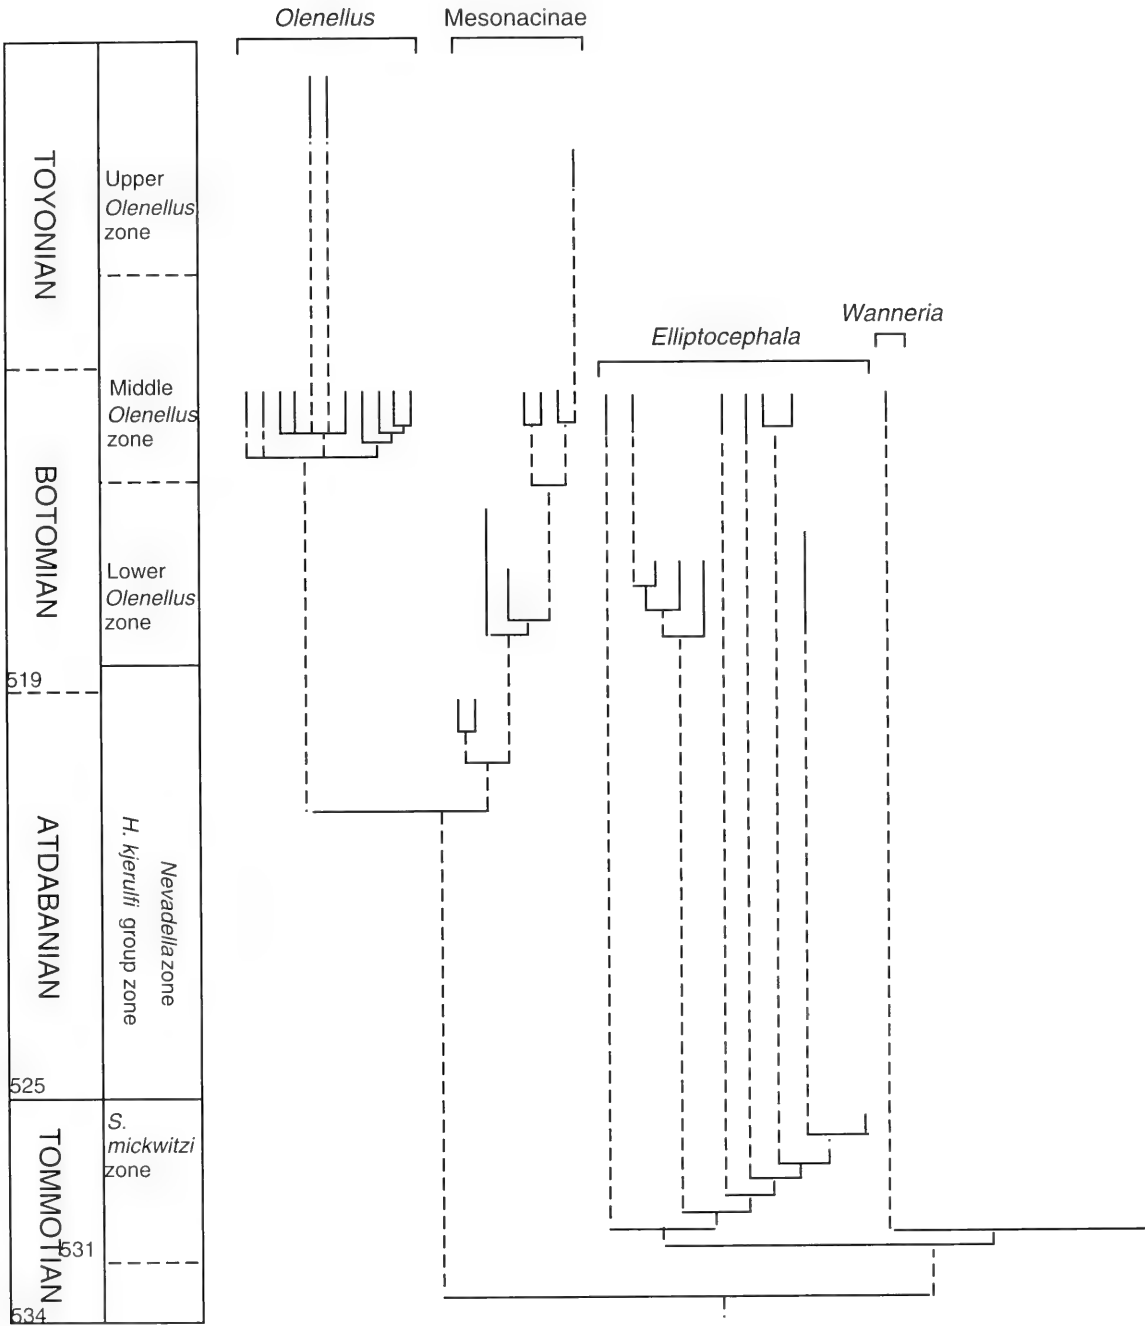 Olenellus
Mesonacinae
TOYONIAN
Upper
Olenellus
zone
Wanneria
Elliptocephala
Middle
Olenellus
zone
BOTOMIAN
Lower
Olenellus
zone
519
ATDABANIAN
H. kjerulfi group zone
Nevadella zone
525
TOMMOTIAN
S.
mickwitzi
zone
531
534